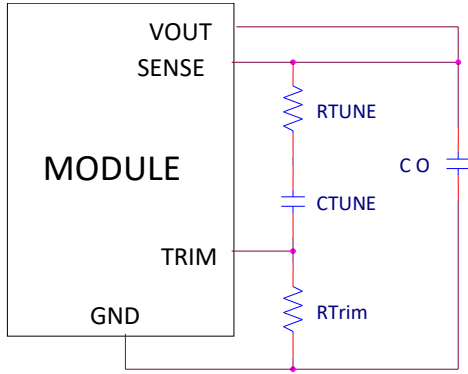 VOUT
SENSE
RTUNE
MODULE
C O
CTUNE
TRIM
GND
RTrim